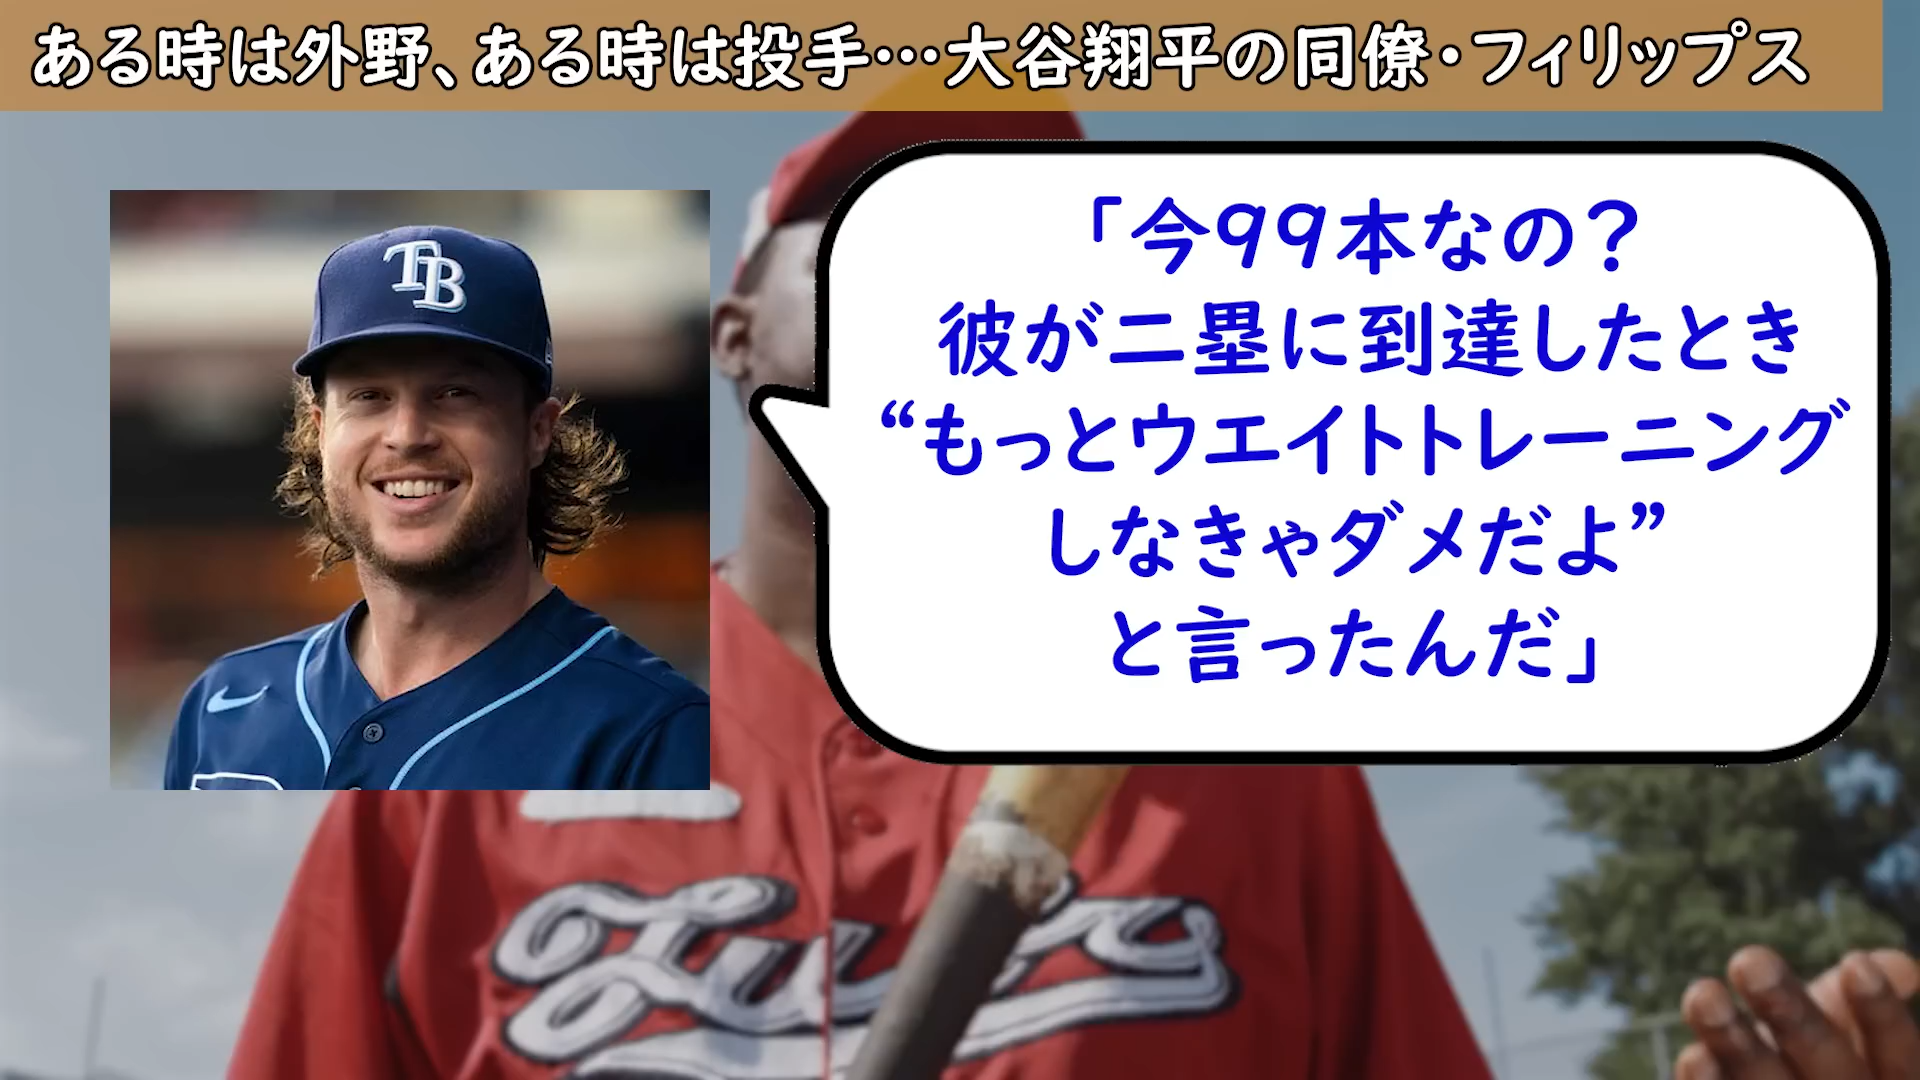 ある時は外野、ある時は投手…大谷翔平の同僚・フィリップス
「今99本なの？
彼が二塁に到達したとき
“もっとウエイトトレーニング
しなきゃダメだよ”
と言ったんだ」
TB